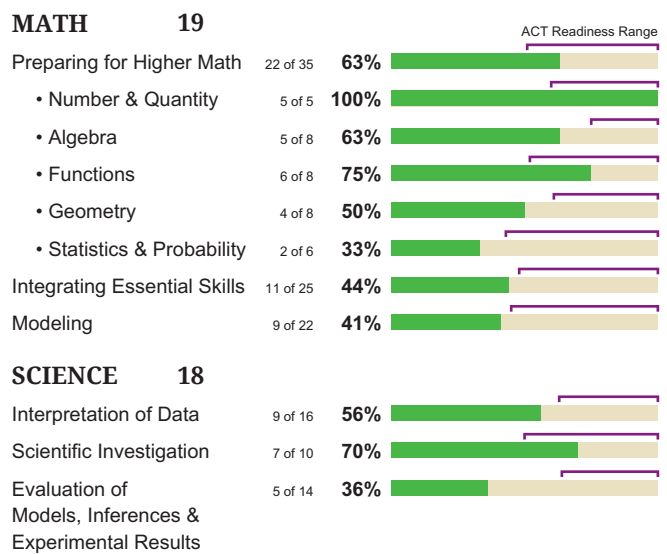 MATH 19
ACT Readiness Range
Preparing for Higher Math 22 of 35 63%
• Number & Quantity 5 of 5 100%
• Algebra 5 of 8 63%
• Functions 6 of 8 75%
• Geometry 4 of 8 50%
• Statistics & Probability 2 of 6 33%
Integrating Essential Skills 11 of 25 44%
Modeling 9 of 22 41%
SCIENCE 18
Interpretation of Data 9 of 16 56%
Scientific Investigation 7 of 10 70%
Evaluation of 5 of 14 36%
Models, Inferences &
Experimental Results